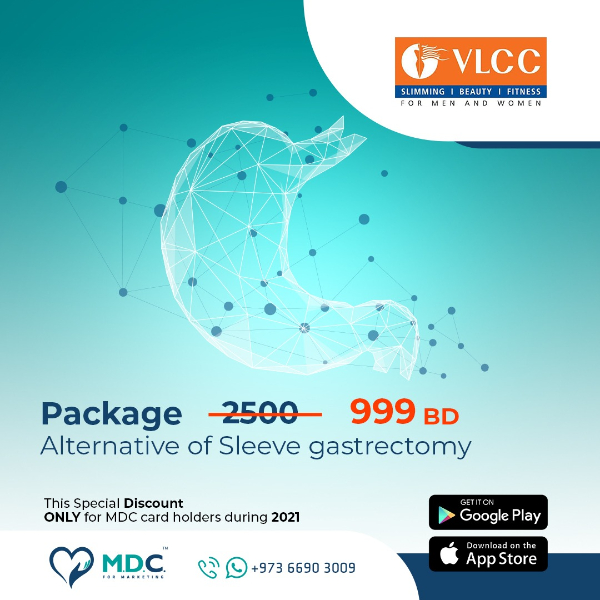 VLCC
SLIMMING | BEAUTY | FITNESS
FOR MEN AND WOMEN
Package 2500 999 BD
Alternative of Sleeve gastrectomy
This Special Discount
ONLY for MDC card holders during 2021
GET IT ON
Google Play
Download on the
App Store
M.D.C. TM
FOR MARKETING
+973 6690 3009